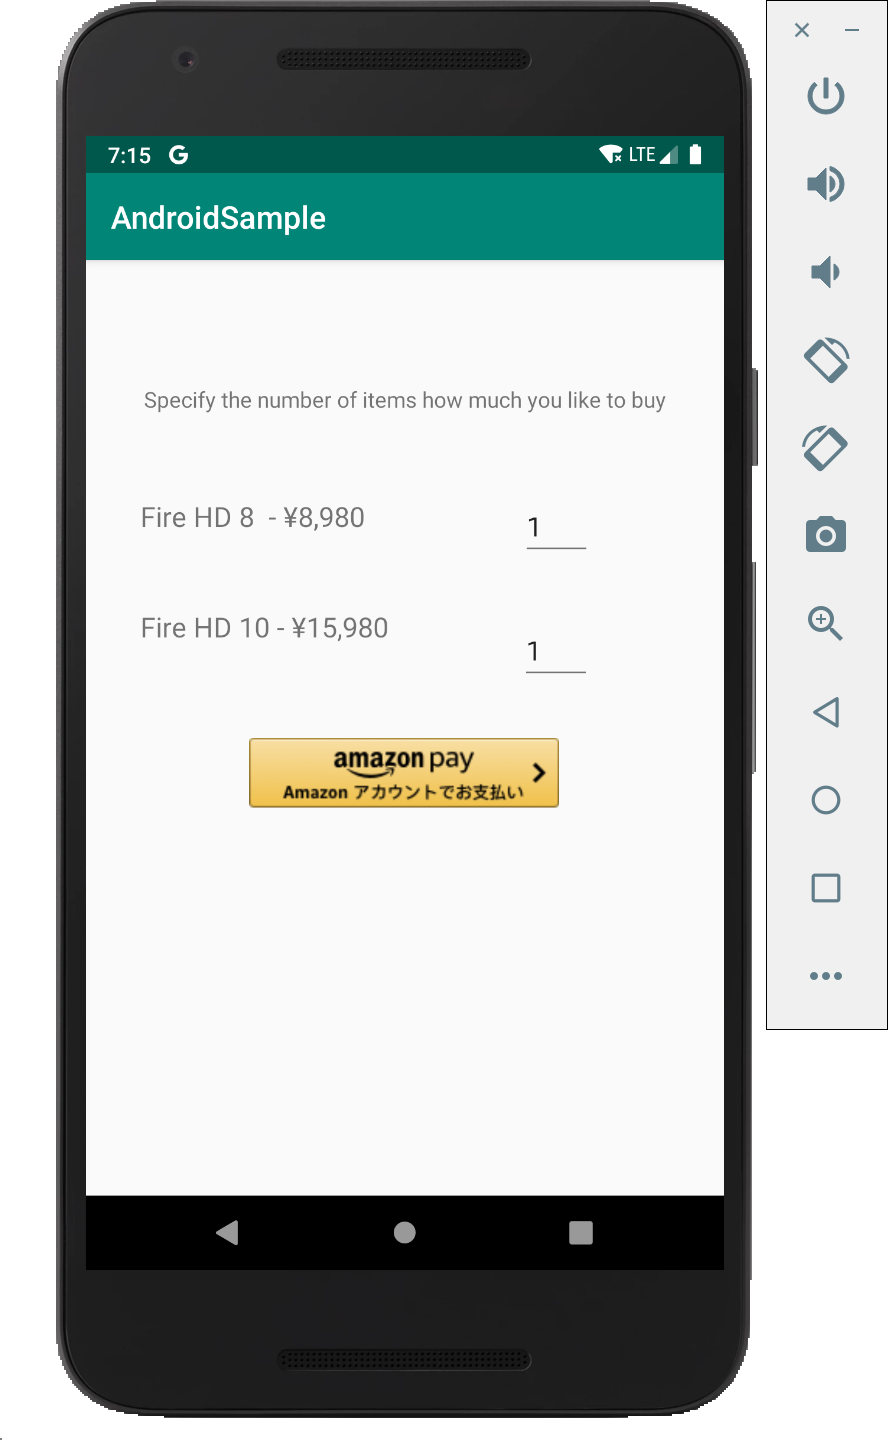 7:15 G LTE
AndroidSample
Specify the number of items how much you like to buy
Fire HD 8  - ¥8,980
1
Fire HD 10 - ¥15,980
1
amazon pay
Amazon アカウントでお支払い